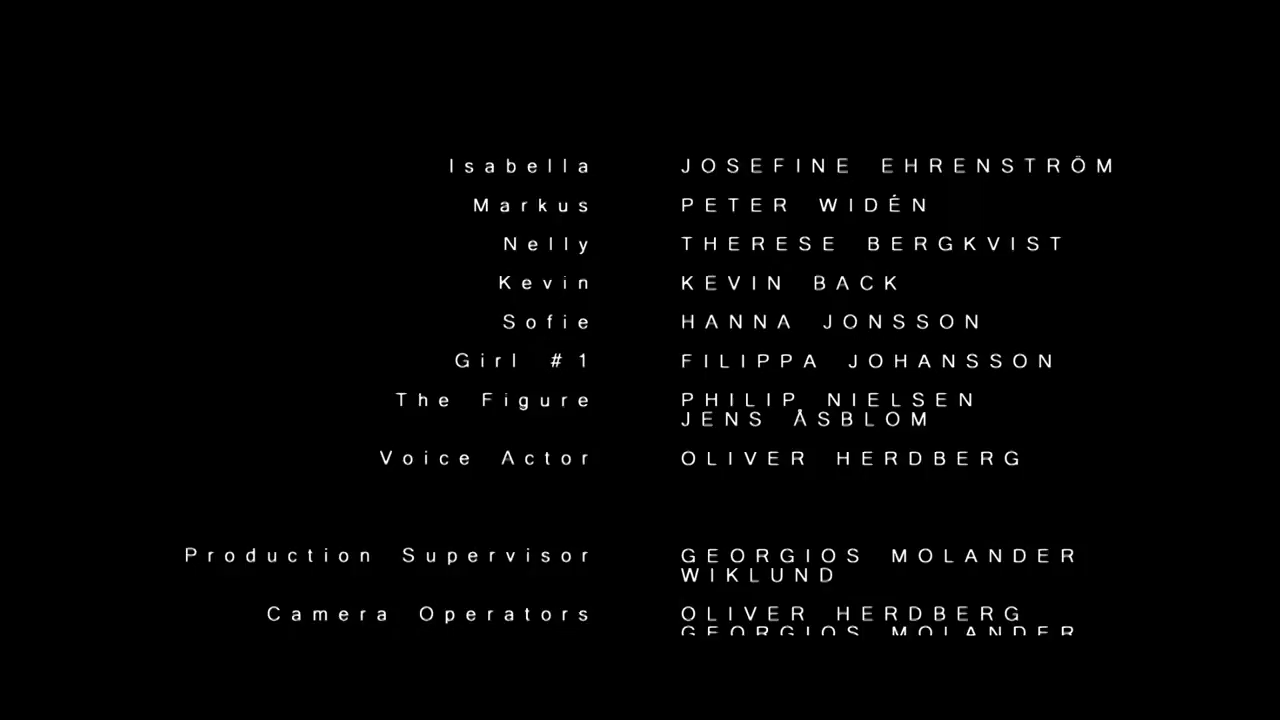 Isabella JOSEFINE EHRENSTRÖM
Markus PETER WIDÉN
Nelly THERESE BERGKVIST
Kevin KEVIN BACK
Sofie HANNA JONSSON
Girl #1 FILIPPA JOHANSSON
The Figure PHILIP NIELSEN
JENS ÅSBLOM
Voice Actor OLIVER HERDBERG
Production Supervisor GEORGIOS MOLANDER
WIKLUND
Camera Operators OLIVER HERDBERG
GEORGIOS MOLANDER